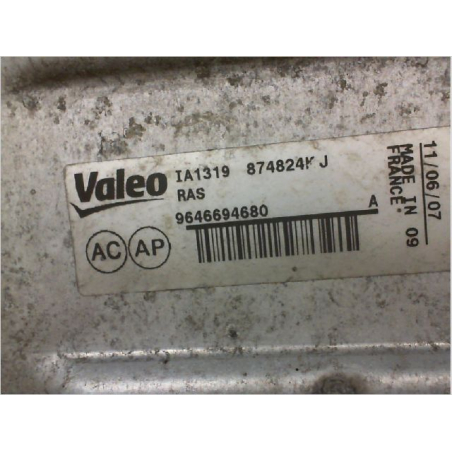 Valeo
IA1319 874824K J
RAS
9646694680 A
AC AP
11/06/07
MADE IN 09
FRANCE